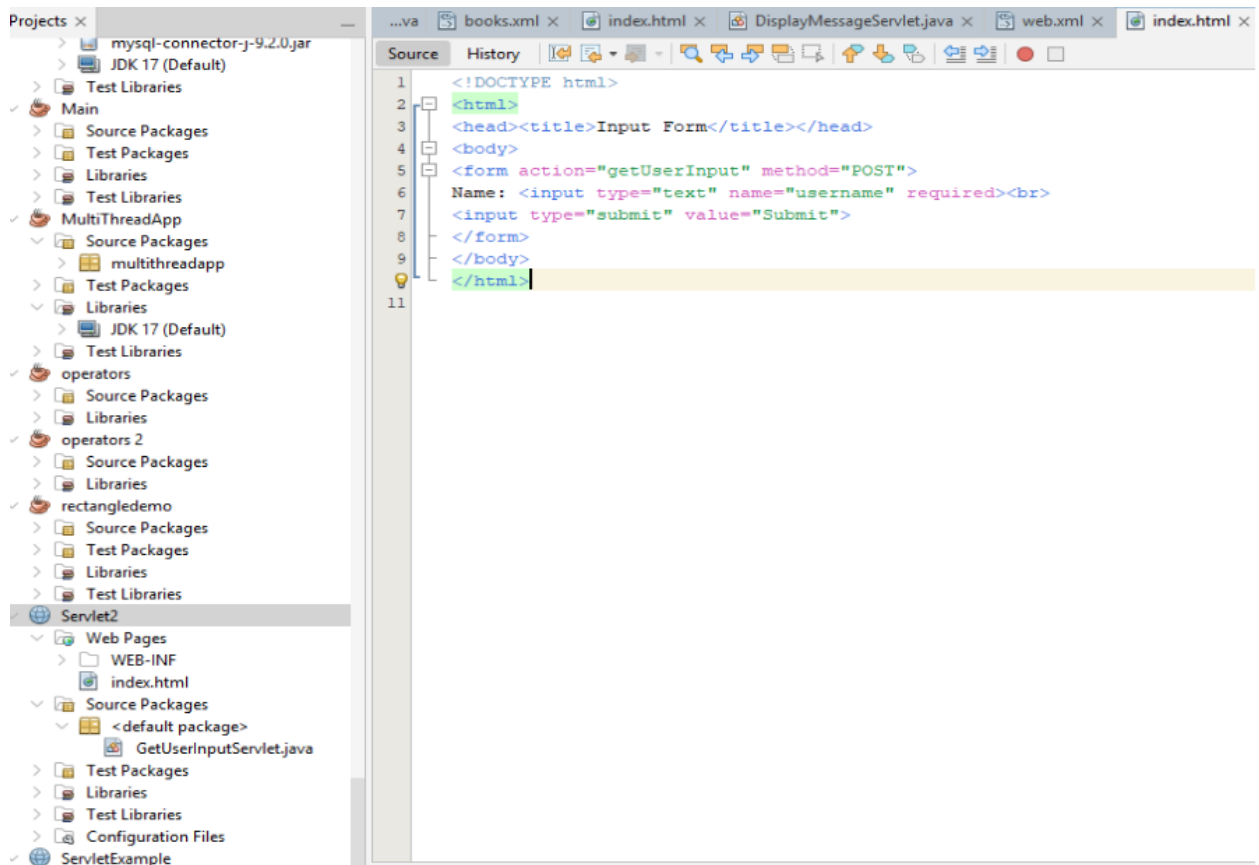 Projects ×
mysql-connector-j-9.2.0.jar
JDK 17 (Default)
Test Libraries
Main
Source Packages
Test Packages
Libraries
Test Libraries
MultiThreadApp
Source Packages
multithreadapp
Test Packages
Libraries
JDK 17 (Default)
Test Libraries
operators
Source Packages
Libraries
operators 2
Source Packages
Libraries
rectangledemo
Source Packages
Test Packages
Libraries
Test Libraries
Servlet2
Web Pages
WEB-INF
index.html
Source Packages
<default package>
GetUserInputServlet.java
Test Packages
Libraries
Test Libraries
Configuration Files
ServletExample
...va books.xml × index.html × DisplayMessageServlet.java × web.xml × index.html ×
Source History
1 <!DOCTYPE html>
2 <html>
3 <head><title>Input Form</title></head>
4 <body>
5 <form action="getUserInput" method="POST">
6 Name: <input type="text" name="username" required><br>
7 <input type="submit" value="Submit">
8 </form>
9 </body>
</html>
11